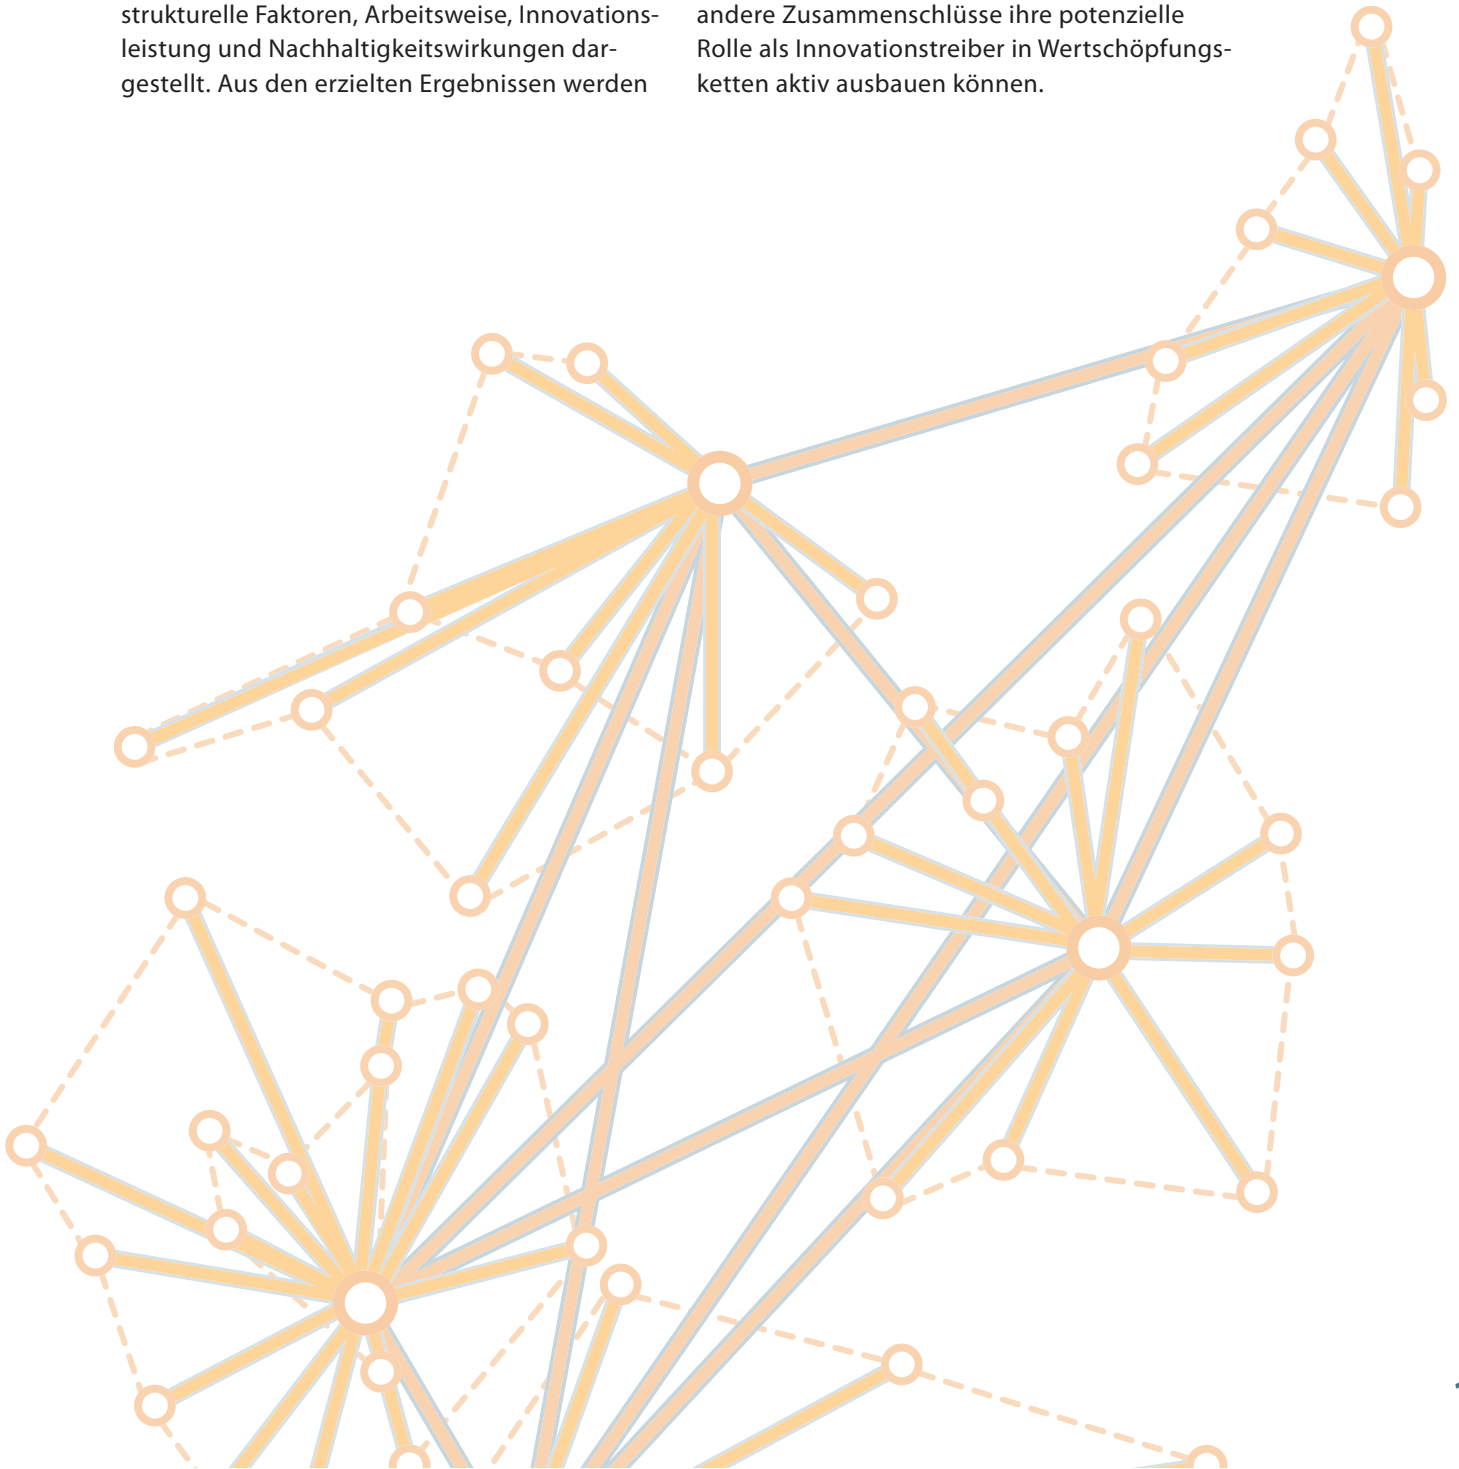 strukturelle Faktoren, Arbeitsweise, Innovations-
leistung und Nachhaltigkeitswirkungen dar-
gestellt. Aus den erzielten Ergebnissen werden
andere Zusammenschlüsse ihre potenzielle
Rolle als Innovationstreiber in Wertschöpfungs-
ketten aktiv ausbauen können.